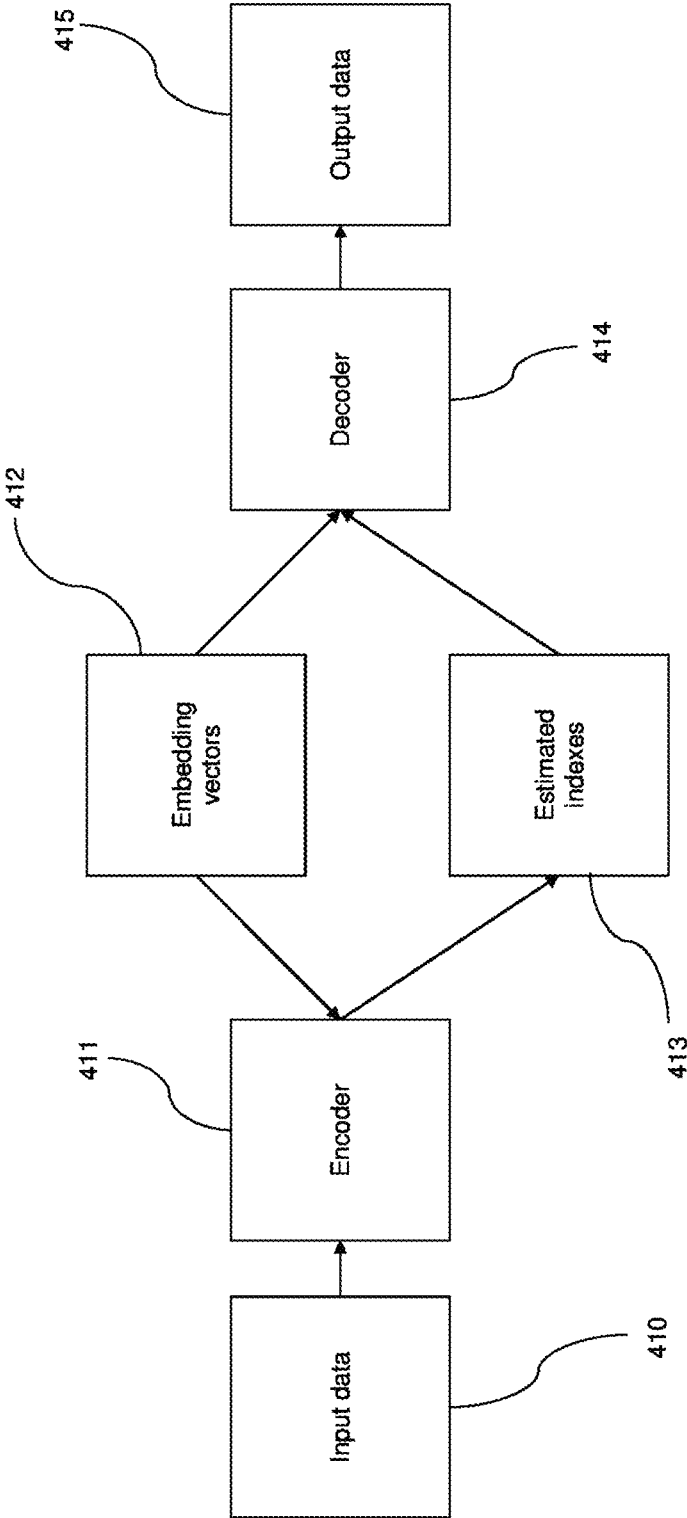 Input data
410
Encoder
411
Embedding
vectors
412
Estimated
indexes
413
Decoder
414
Output data
415